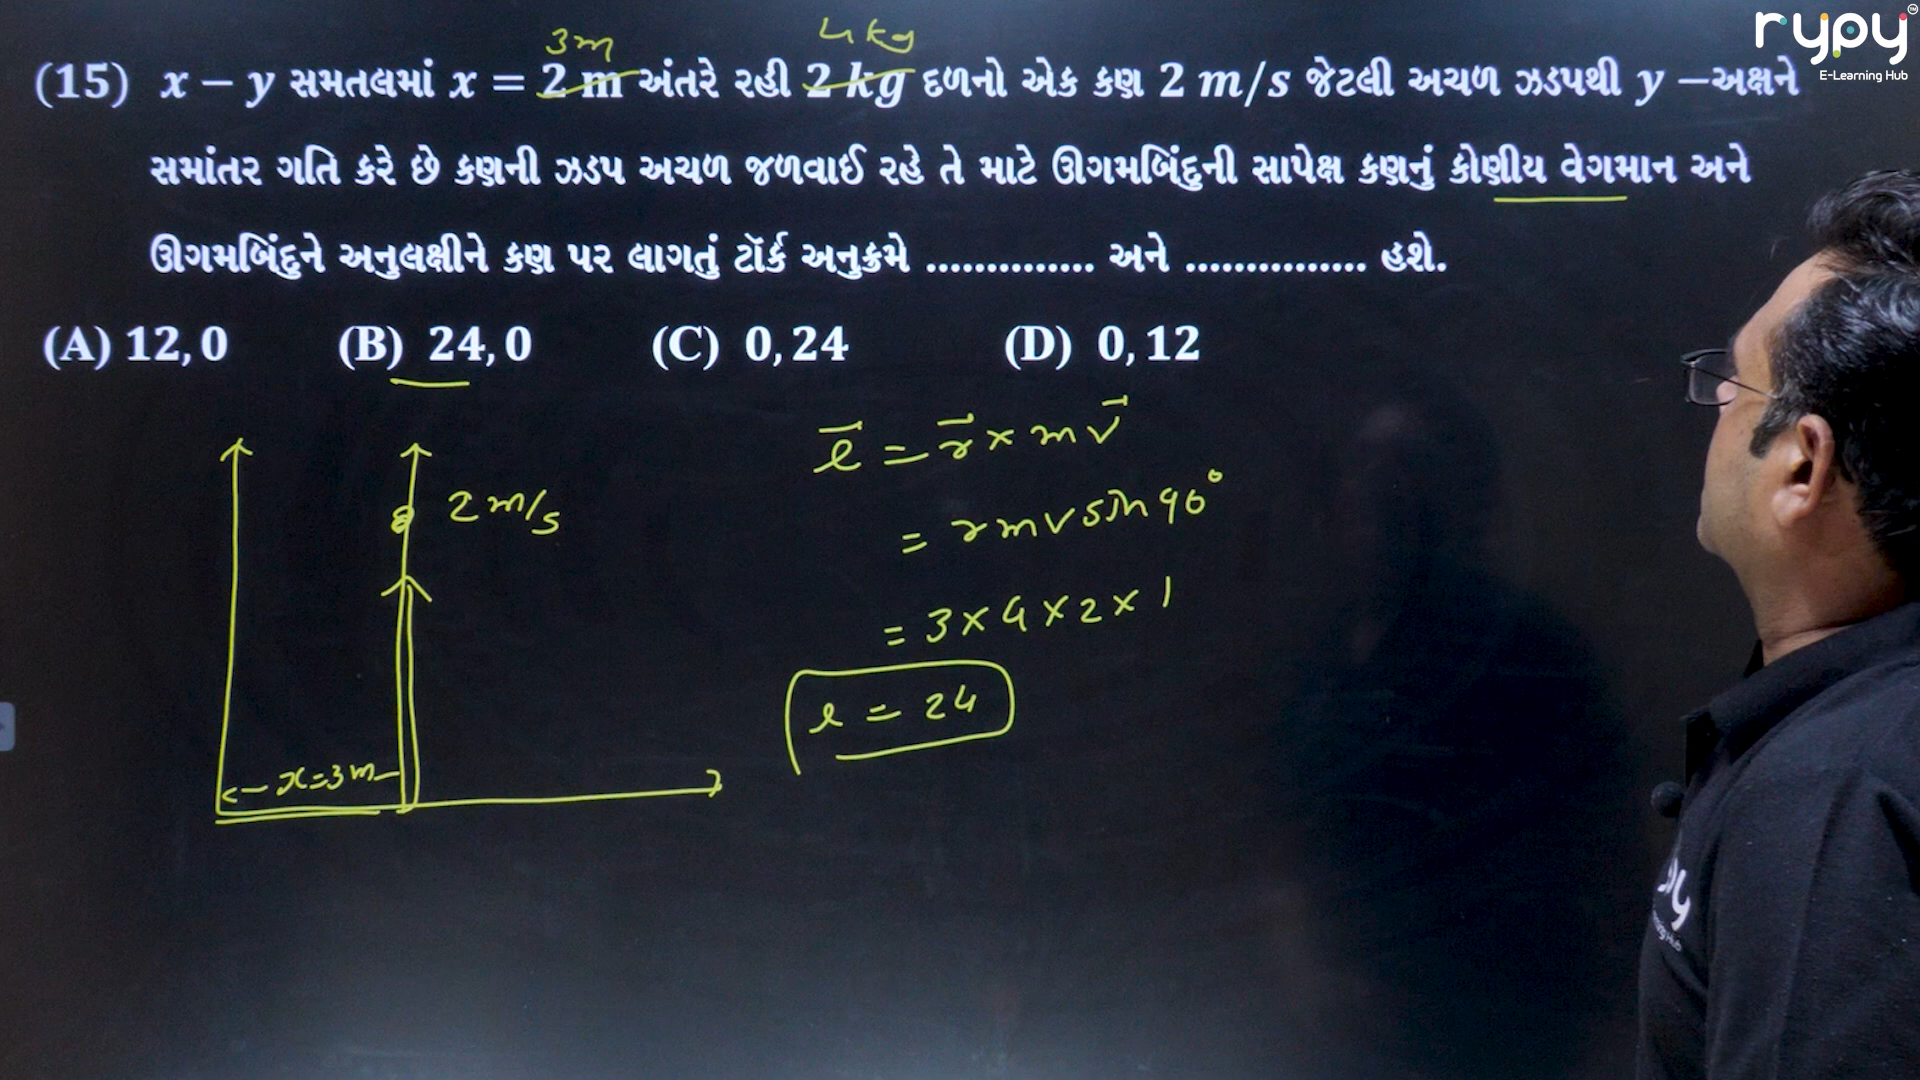 rypy
E-Learning Hub
3m 4kg
(15) x − y સમતલમાં x = 2 m અંતરે રહી 2 kg દળનો એક કણ 2 m/s જેટલી અચળ ઝડપથી y −અક્ષને
સમાંતર ગતિ કરે છે કણની ઝડપ અચળ જળવાઈ રહે તે માટે ઊગમબિંદુની સાપેક્ષ કણનું કોણીય વેગમાન અને
ઊગમબિંદુને અનુલક્ષીને કણ પર લાગતું ટૉર્ક અનુક્રમે .............. અને ............... હશે.
(A) 12, 0 (B) 24, 0 (C) 0, 24 (D) 0, 12
l⃗ = r⃗ × m v⃗
2 m/s
= r m v sin 90°
= 3 × 4 × 2 × 1
l = 24
x = 3 m